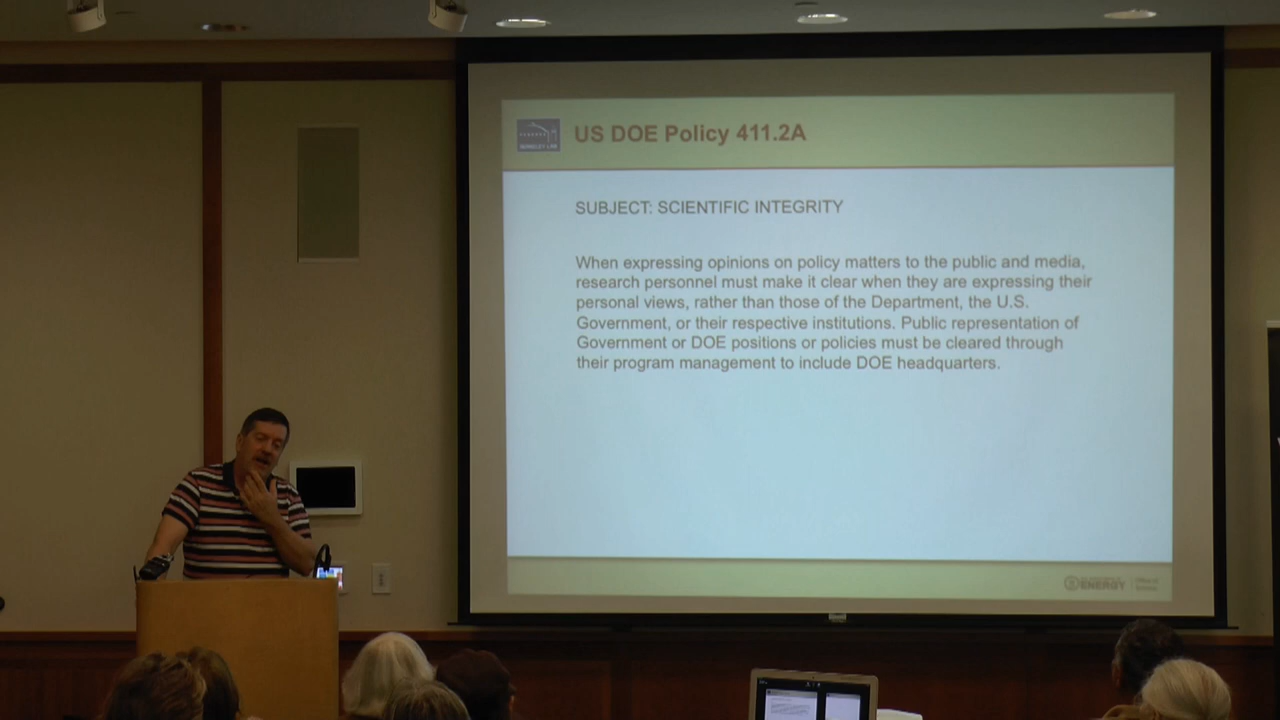 US DOE Policy 411.2A
BERKELEY LAB
SUBJECT: SCIENTIFIC INTEGRITY
When expressing opinions on policy matters to the public and media,
research personnel must make it clear when they are expressing their
personal views, rather than those of the Department, the U.S.
Government, or their respective institutions. Public representation of
Government or DOE positions or policies must be cleared through
their program management to include DOE headquarters.
ENERGY